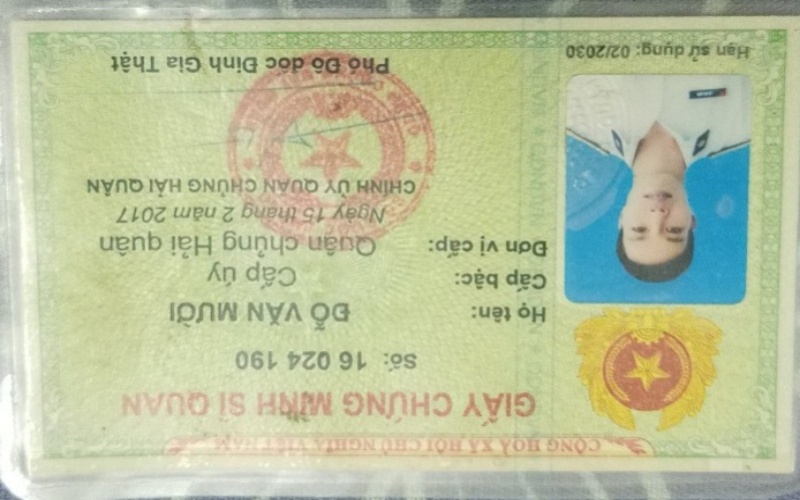 CỘNG HOÀ XÃ HỘI CHỦ NGHĨA VIỆT NAM
GIẤY CHỨNG MINH SĨ QUAN
Số: 16 024 190
Họ tên: ĐỖ VĂN MƯỜI
Cấp bậc: Cấp úy
Đơn vị cấp: Quân chủng Hải quân
Ngày 15 tháng 2 năm 2017
CHÍNH ỦY QUÂN CHỦNG HẢI QUÂN
Phó Đô đốc Đinh Gia Thật
Hạn sử dụng: 02/2030